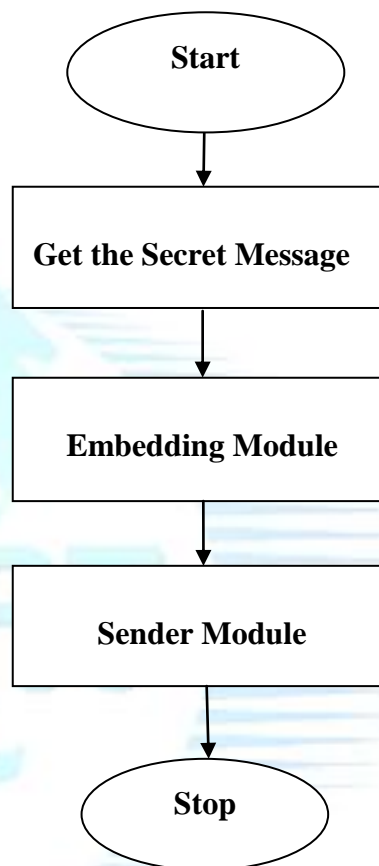 Start
Get the Secret Message
Embedding Module
Sender Module
Stop